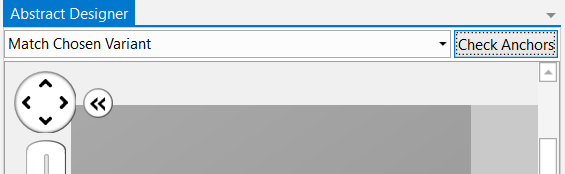 Abstract Designer
Match Chosen Variant
Check Anchors